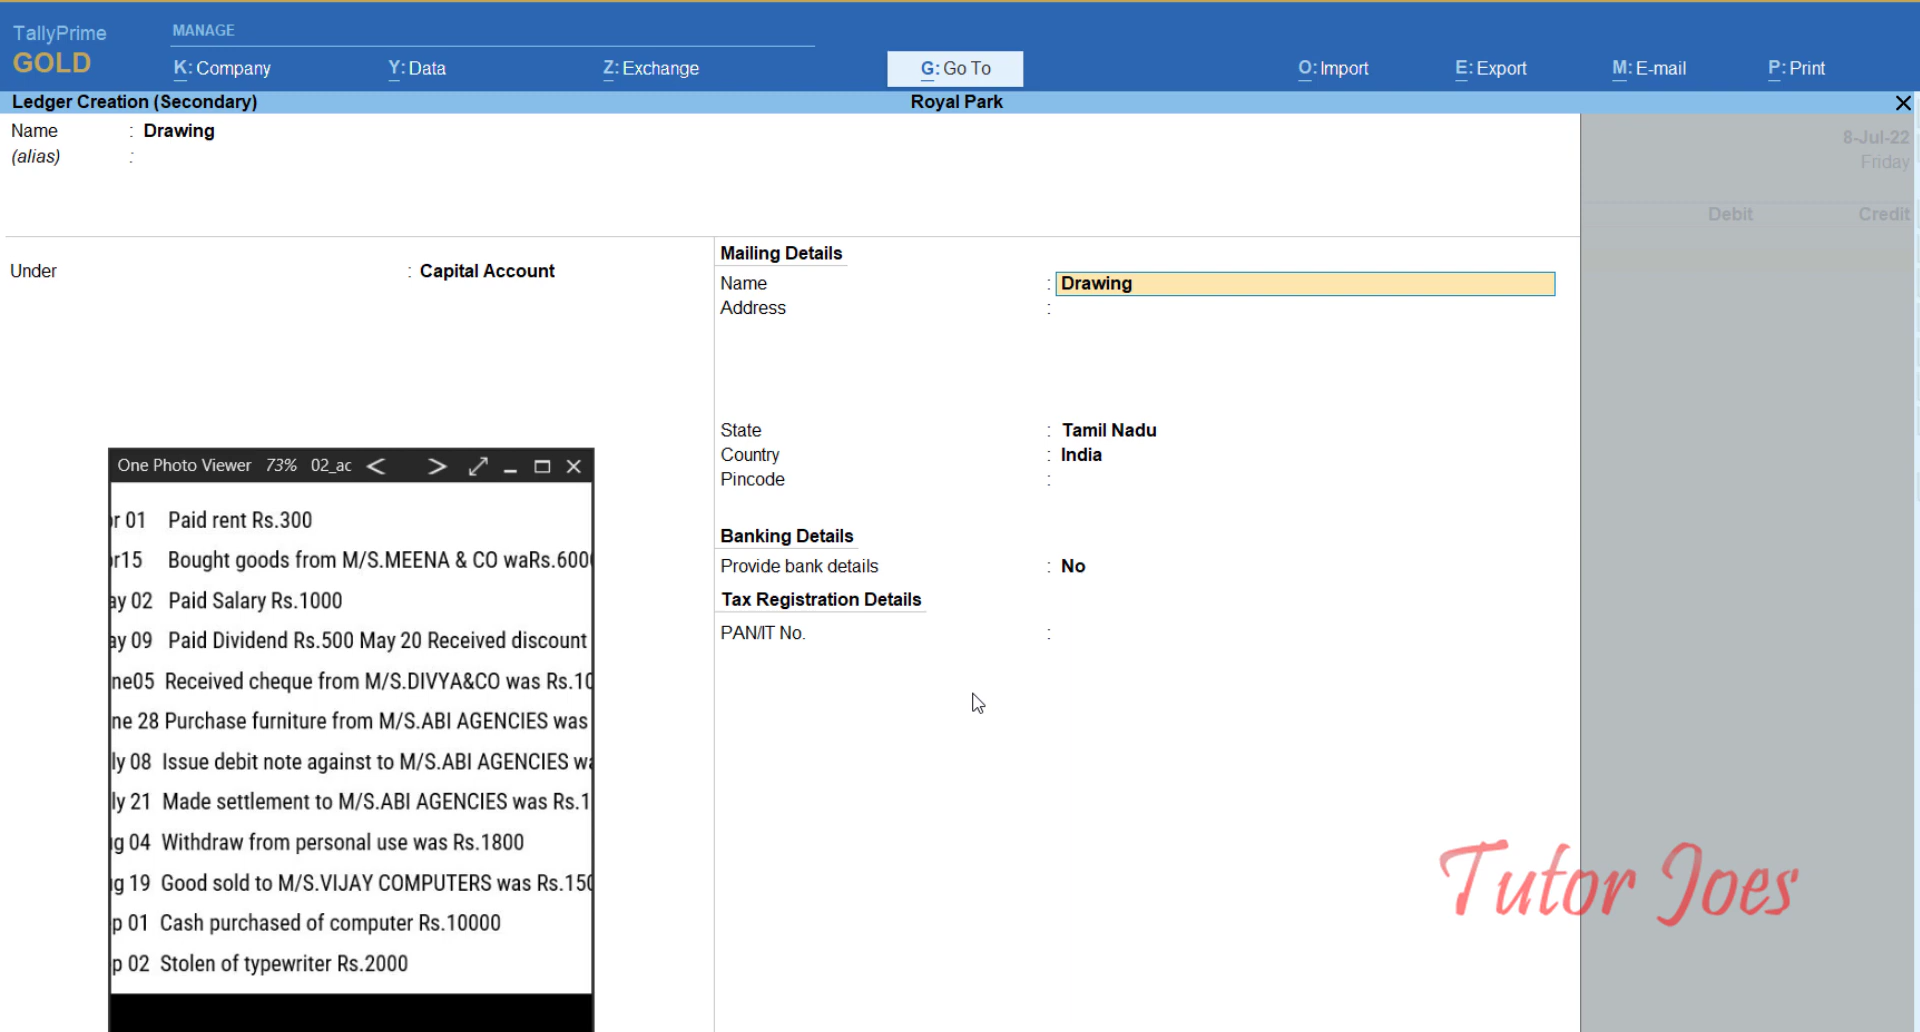 TallyPrime
GOLD
MANAGE
K: Company
Y: Data
Z: Exchange
G: Go To
O: Import
E: Export
M: E-mail
P: Print
Ledger Creation (Secondary)
Royal Park
Name : Drawing
(alias) :
8-Jul-22
Friday
Debit Credit
Under : Capital Account
Mailing Details
Name : Drawing
Address :
State : Tamil Nadu
Country : India
Pincode :
Banking Details
Provide bank details : No
Tax Registration Details
PAN/IT No. :
One Photo Viewer 73% 02_ac
r 01 Paid rent Rs.300
r15 Bought goods from M/S.MEENA & CO waRs.600
ay 02 Paid Salary Rs.1000
ay 09 Paid Dividend Rs.500 May 20 Received discount
ne05 Received cheque from M/S.DIVYA&CO was Rs.10
ne 28 Purchase furniture from M/S.ABI AGENCIES was
ly 08 Issue debit note against to M/S.ABI AGENCIES wa
ly 21 Made settlement to M/S.ABI AGENCIES was Rs.1
g 04 Withdraw from personal use was Rs.1800
g 19 Good sold to M/S.VIJAY COMPUTERS was Rs.150
p 01 Cash purchased of computer Rs.10000
p 02 Stolen of typewriter Rs.2000
Tutor Joes